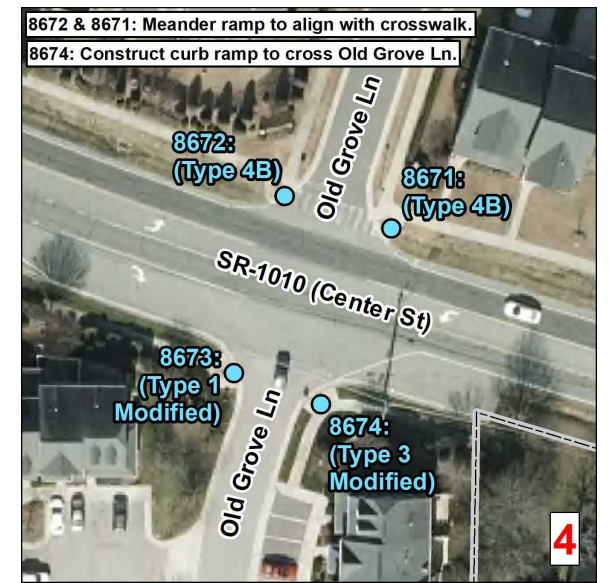 8672 & 8671: Meander ramp to align with crosswalk.
8674: Construct curb ramp to cross Old Grove Ln.
8672:
(Type 4B)
Old Grove Ln
8671:
(Type 4B)
SR-1010 (Center St)
8673:
(Type 1
Modified)
Old Grove Ln
8674:
(Type 3
Modified)
4